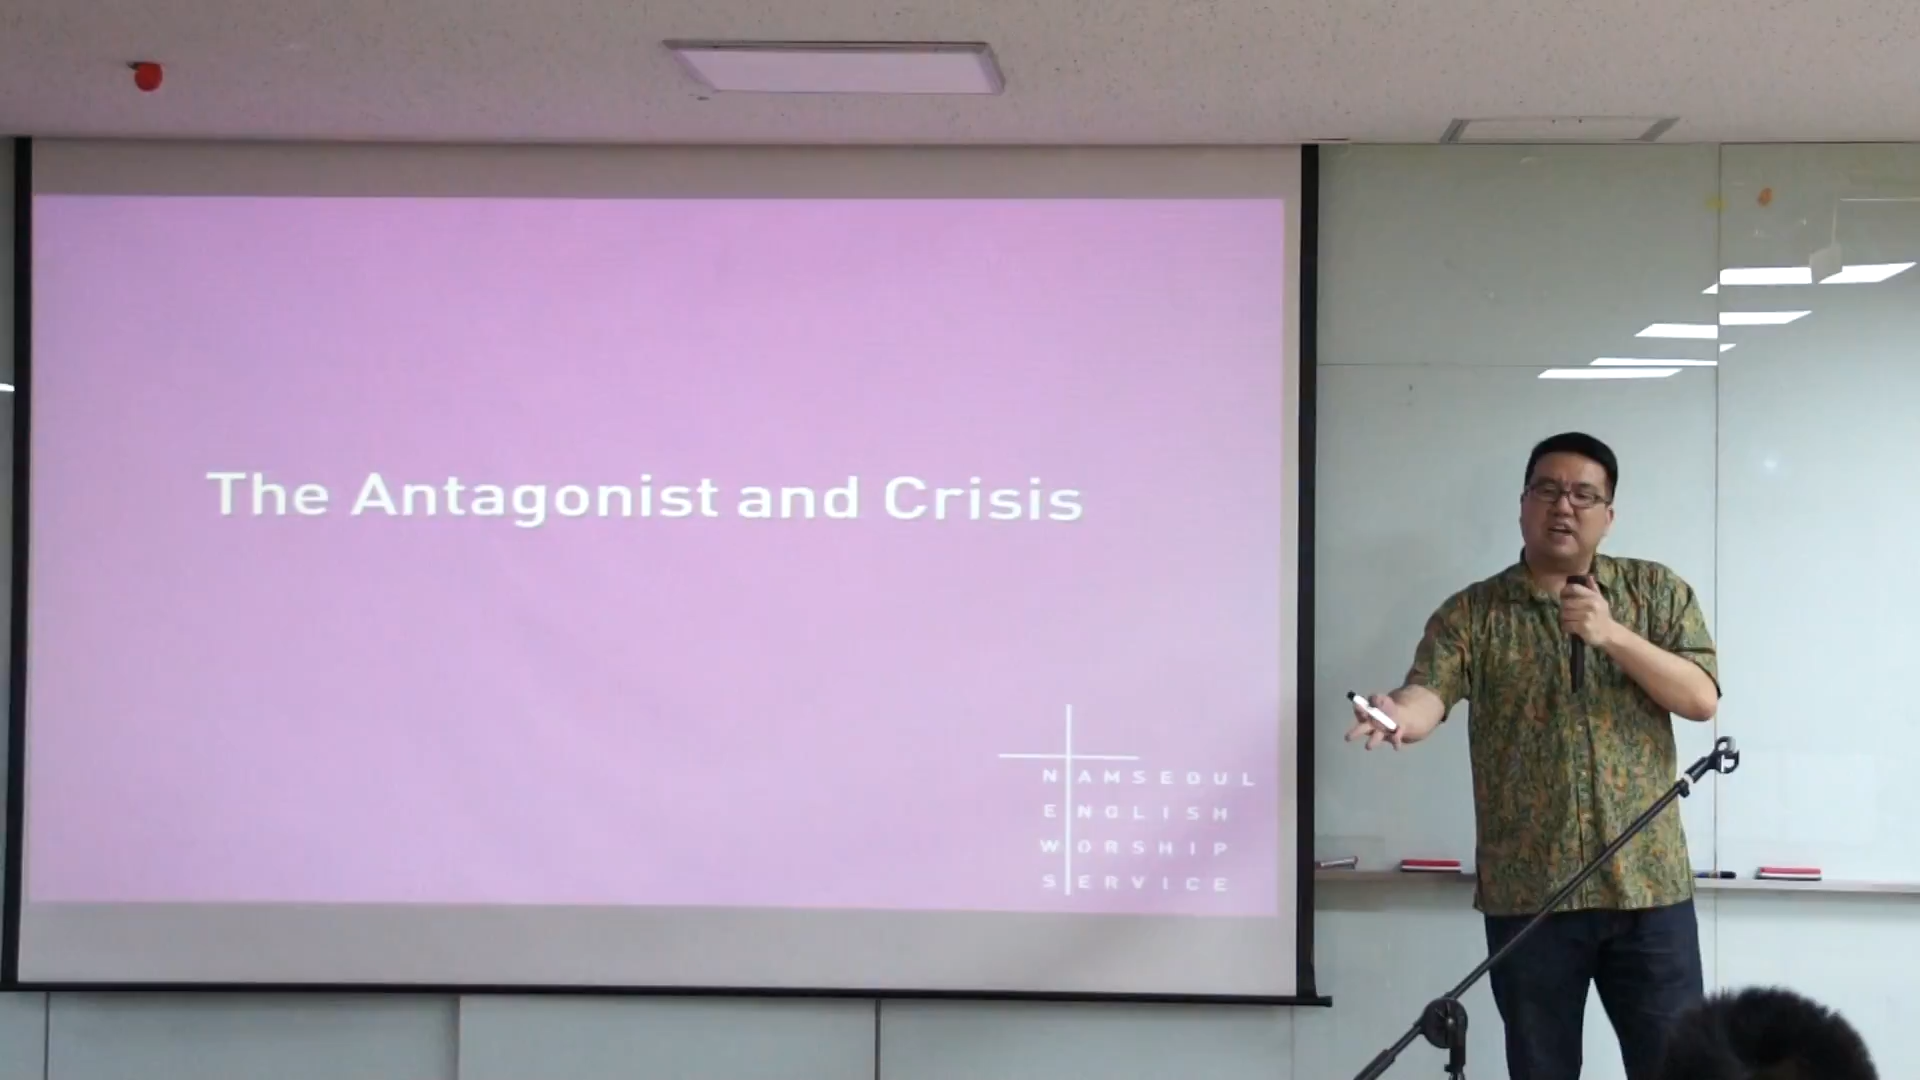 The Antagonist and Crisis
NAMSEOUL
ENGLISH
WORSHIP
SERVICE